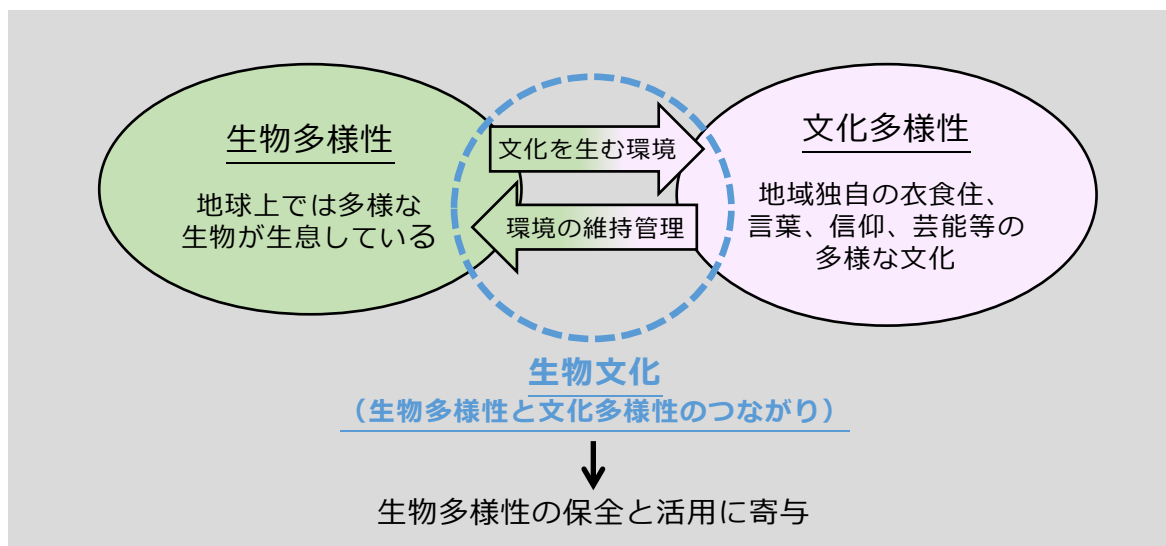 生物多様性
地球上では多様な
生物が生息している
文化を生む環境
環境の維持管理
文化多様性
地域独自の衣食住、
言葉、信仰、芸能等の
多様な文化
生物文化
（生物多様性と文化多様性のつながり）
生物多様性の保全と活用に寄与